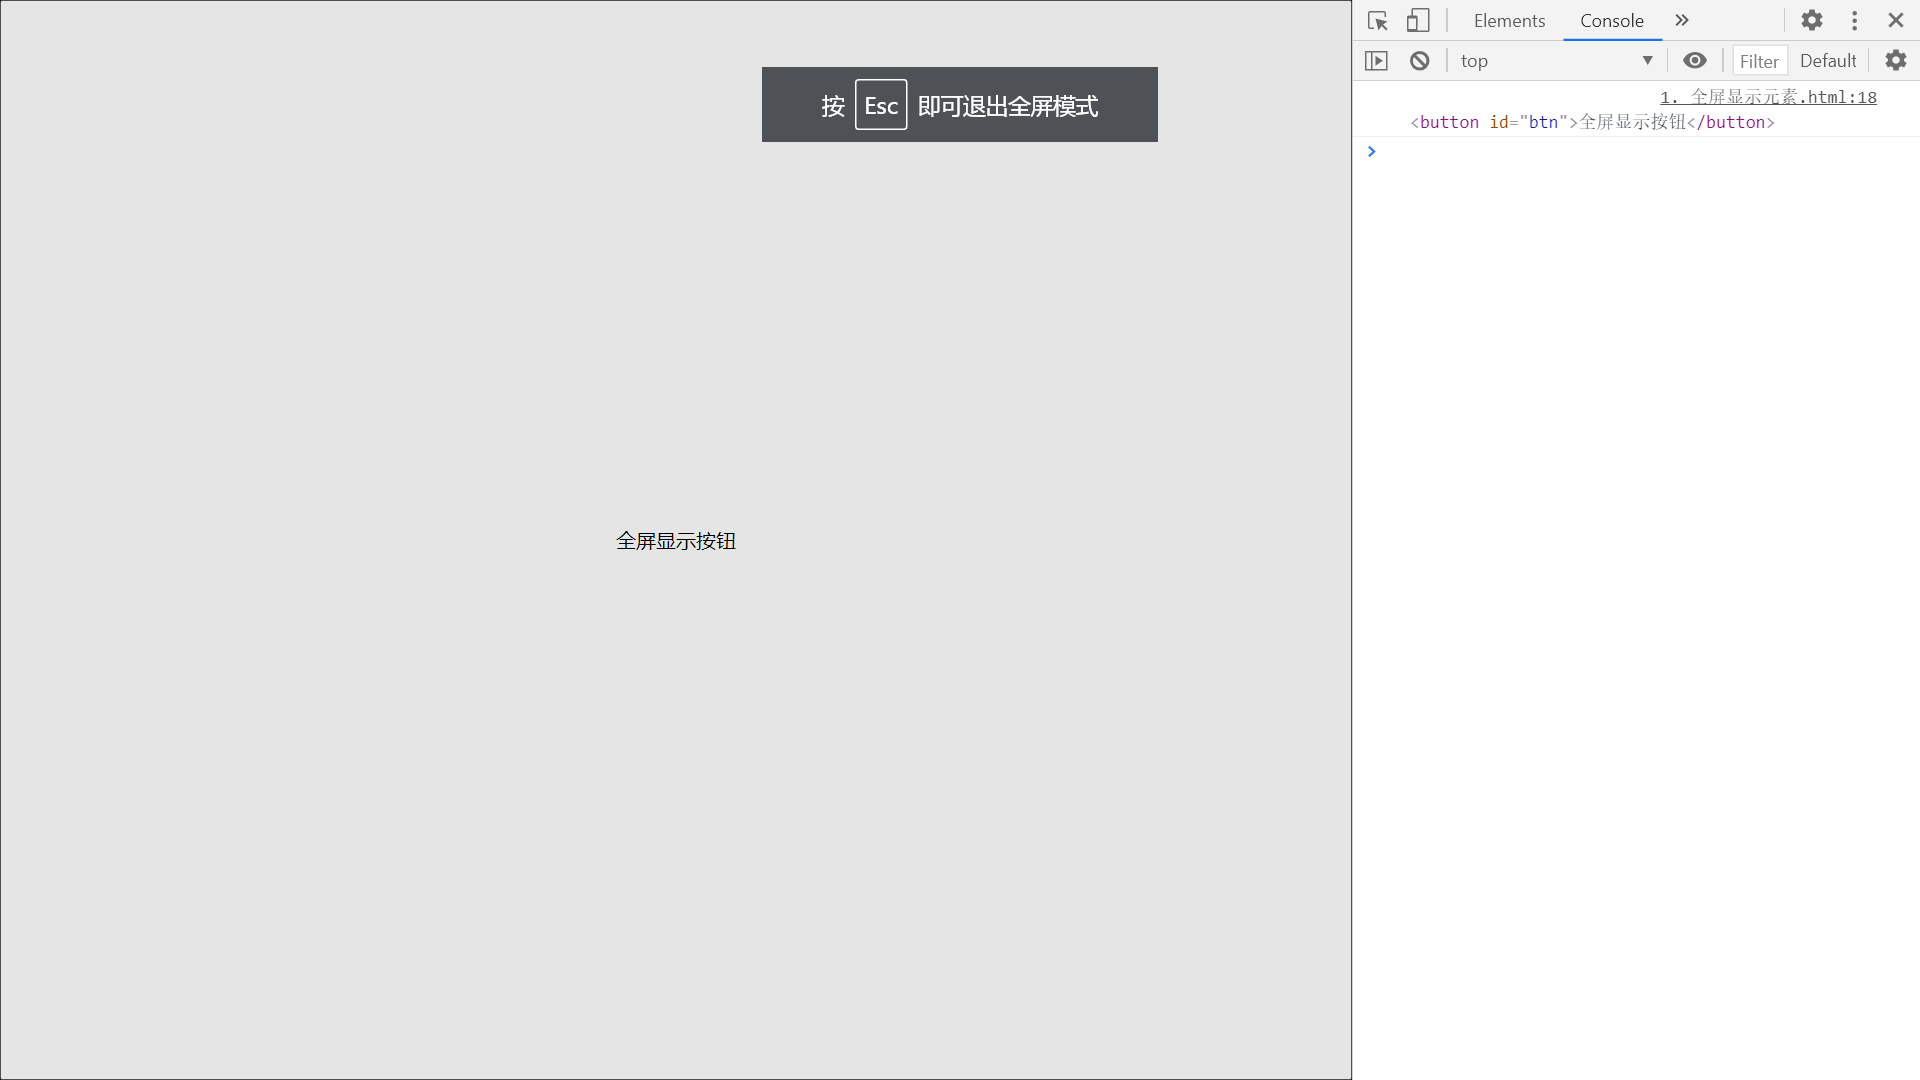 按 Esc 即可退出全屏模式
全屏显示按钮
Elements Console
top Filter Default
1. 全屏显示元素.html:18
<button id="btn">全屏显示按钮</button>